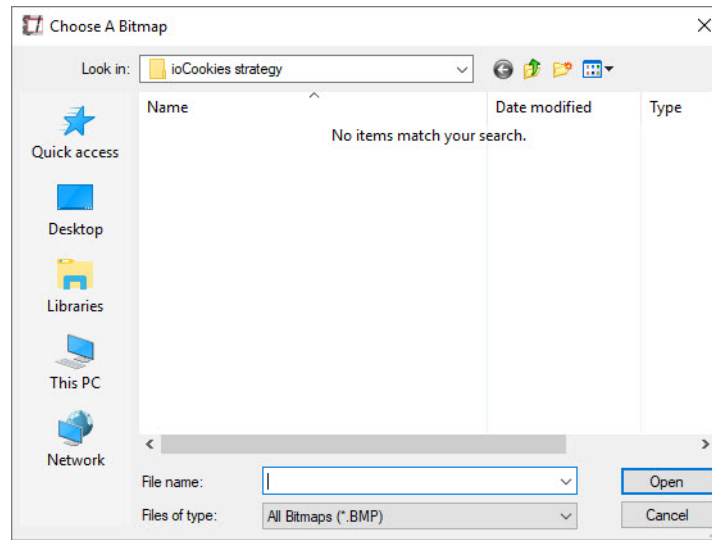 Choose A Bitmap
Look in: ioCookies strategy
Name Date modified Type
No items match your search.
Quick access
Desktop
Libraries
This PC
Network
File name: Open
Files of type: All Bitmaps (*.BMP) Cancel